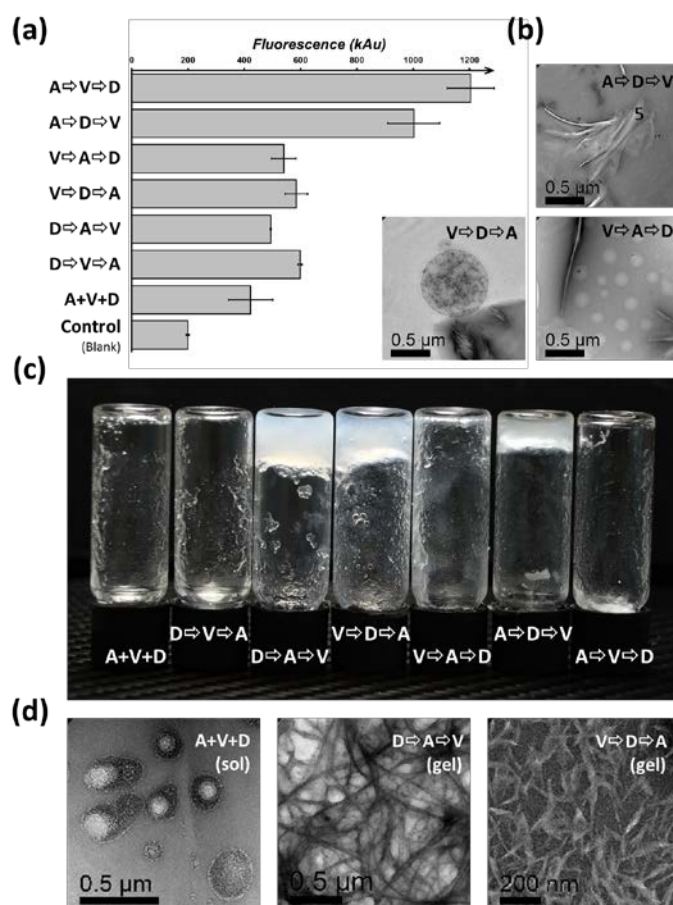 (a)
Fluorescence (kAu)
0 200 400 600 800 1000 1200
A⇨V⇨D
A⇨D⇨V
V⇨A⇨D
V⇨D⇨A
D⇨A⇨V
D⇨V⇨A
A+V+D
Control
(Blank)
V⇨D⇨A
0.5 μm
(b)
A⇨D⇨V
5
0.5 μm
V⇨A⇨D
0.5 μm
(c)
A+V+D
D⇨V⇨A
D⇨A⇨V
V⇨D⇨A
V⇨A⇨D
A⇨D⇨V
A⇨V⇨D
(d)
A+V+D
(sol)
0.5 μm
D⇨A⇨V
(gel)
0.5 μm
V⇨D⇨A
(gel)
200 nm